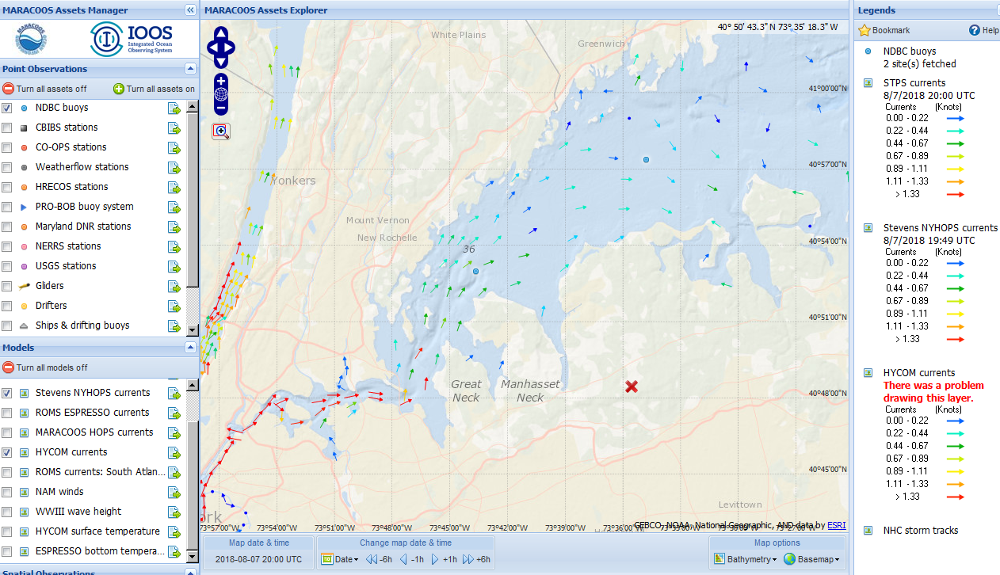 MARACOOS Assets Manager
MARACOOS
IOOS
Integrated Ocean
Observing System
Point Observations
Turn all assets off
Turn all assets on
NDBC buoys
CBIBS stations
CO-OPS stations
Weatherflow stations
HRECOS stations
PRO-BOB buoy system
Maryland DNR stations
NERRS stations
USGS stations
Gliders
Drifters
Ships & drifting buoys
Models
Turn all models off
Stevens NYHOPS currents
ROMS ESPRESSO currents
MARACOOS HOPS currents
HYCOM currents
ROMS currents: South Atlan...
NAM winds
WWIII wave height
HYCOM surface temperature
ESPRESSO bottom tempera...
Spatial Observations
MARACOOS Assets Explorer
40° 50' 43.3" N 73° 35' 18.3" W
White Plains
Greenwich
41°00'00"N
40°57'00"N
Yonkers
Mount Vernon
New Rochelle
40°54'00"N
36
40°51'00"N
Great
Neck
Manhasset
Neck
40°48'00"N
40°45'00"N
Levittown
ork
73°57'00"W
73°54'00"W
73°51'00"W
73°48'00"W
73°45'00"W
73°42'00"W
73°39'00"W
73°36'00"W
GEBCO, NOAA, National Geographic, AND data by ESRI
Map date & time
2018-08-07 20:00 UTC
Change map date & time
Date
-6h
-1h
+1h
+6h
Map options
Bathymetry
Basemap
Legends
Bookmark
Help
NDBC buoys
2 site(s) fetched
STPS currents
8/7/2018 20:00 UTC
Currents (Knots)
0.00 - 0.22
0.22 - 0.44
0.44 - 0.67
0.67 - 0.89
0.89 - 1.11
1.11 - 1.33
> 1.33
Stevens NYHOPS currents
8/7/2018 19:49 UTC
Currents (Knots)
0.00 - 0.22
0.22 - 0.44
0.44 - 0.67
0.67 - 0.89
0.89 - 1.11
1.11 - 1.33
> 1.33
HYCOM currents
There was a problem
drawing this layer.
Currents (Knots)
0.00 - 0.22
0.22 - 0.44
0.44 - 0.67
0.67 - 0.89
0.89 - 1.11
1.11 - 1.33
> 1.33
NHC storm tracks